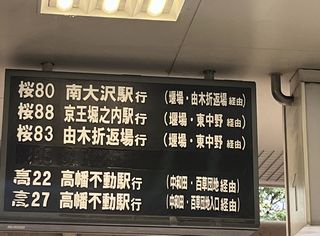 桜80 南大沢駅行 (堰場・由木折返場 経由)
桜88 京王堀之内駅行 (堰場・東中野 経由)
桜83 由木折返場行 (堰場・東中野 経由)
高22 高幡不動駅行 (中和田・百草団地 経由)
高27 高幡不動駅行 (中和田・百草団地入口 経由)